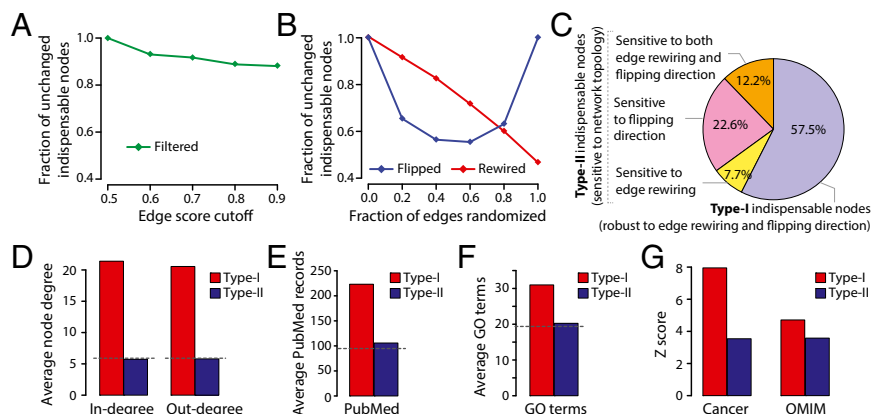 A
Fraction of unchanged
indispensable nodes
1.0
0.8
0.6
0.4
Filtered
0.5 0.6 0.7 0.8 0.9
Edge score cutoff
B
Fraction of unchanged
indispensable nodes
1.0
0.8
0.6
0.4
Flipped Rewired
0.0 0.2 0.4 0.6 0.8 1.0
Fraction of edges randomized
C
Type-II indispensable nodes
(sensitive to network topology)
Sensitive to both
edge rewiring and
flipping direction
Sensitive
to flipping
direction
Sensitive to
edge rewiring
12.2%
22.6%
57.5%
7.7%
Type-I indispensable nodes
(robust to edge rewiring and flipping direction)
D
Average node degree
20
15
10
5
0
Type-I
Type-II
In-degree Out-degree
E
Average PubMed records
250
200
150
100
50
0
Type-I
Type-II
PubMed
F
Average GO terms
30
20
10
0
Type-I
Type-II
GO terms
G
Z score
8
6
4
2
0
Type-I
Type-II
Cancer OMIM